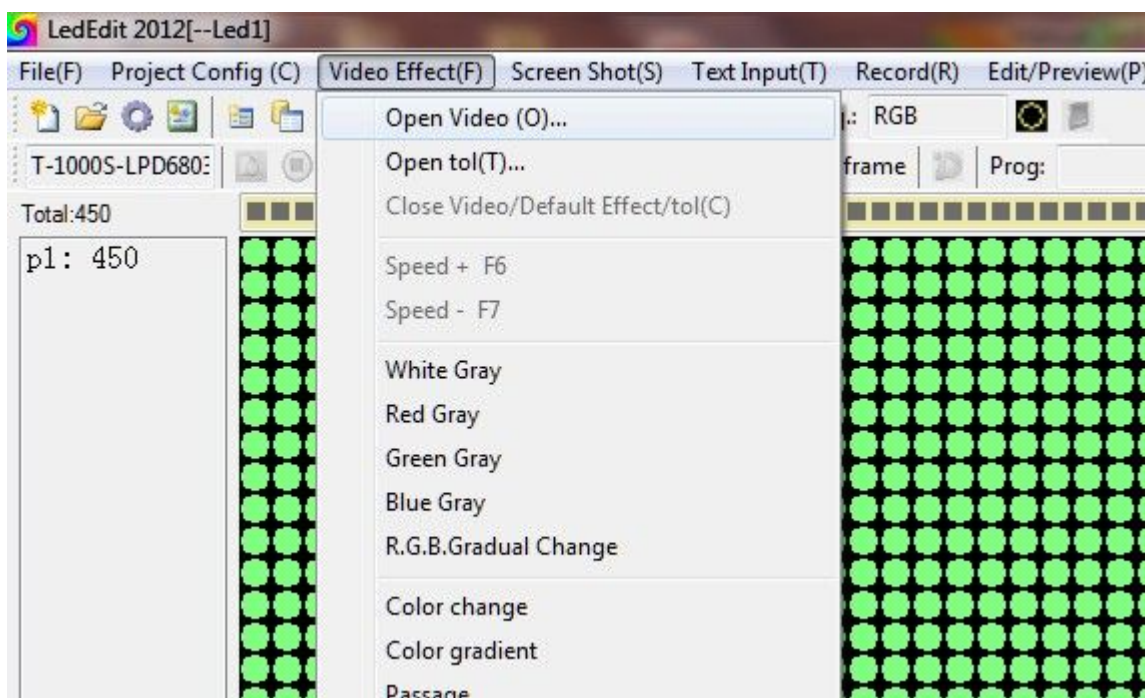 LedEdit 2012[--Led1]
File(F) Project Config (C) Video Effect(F) Screen Shot(S) Text Input(T) Record(R) Edit/Preview(P)
Open Video (O)... .: RGB
T-1000S-LPD680 Open tol(T)... frame Prog:
Total:450 Close Video/Default Effect/tol(C)
p1: 450
Speed + F6
Speed - F7
White Gray
Red Gray
Green Gray
Blue Gray
R.G.B.Gradual Change
Color change
Color gradient
Passage